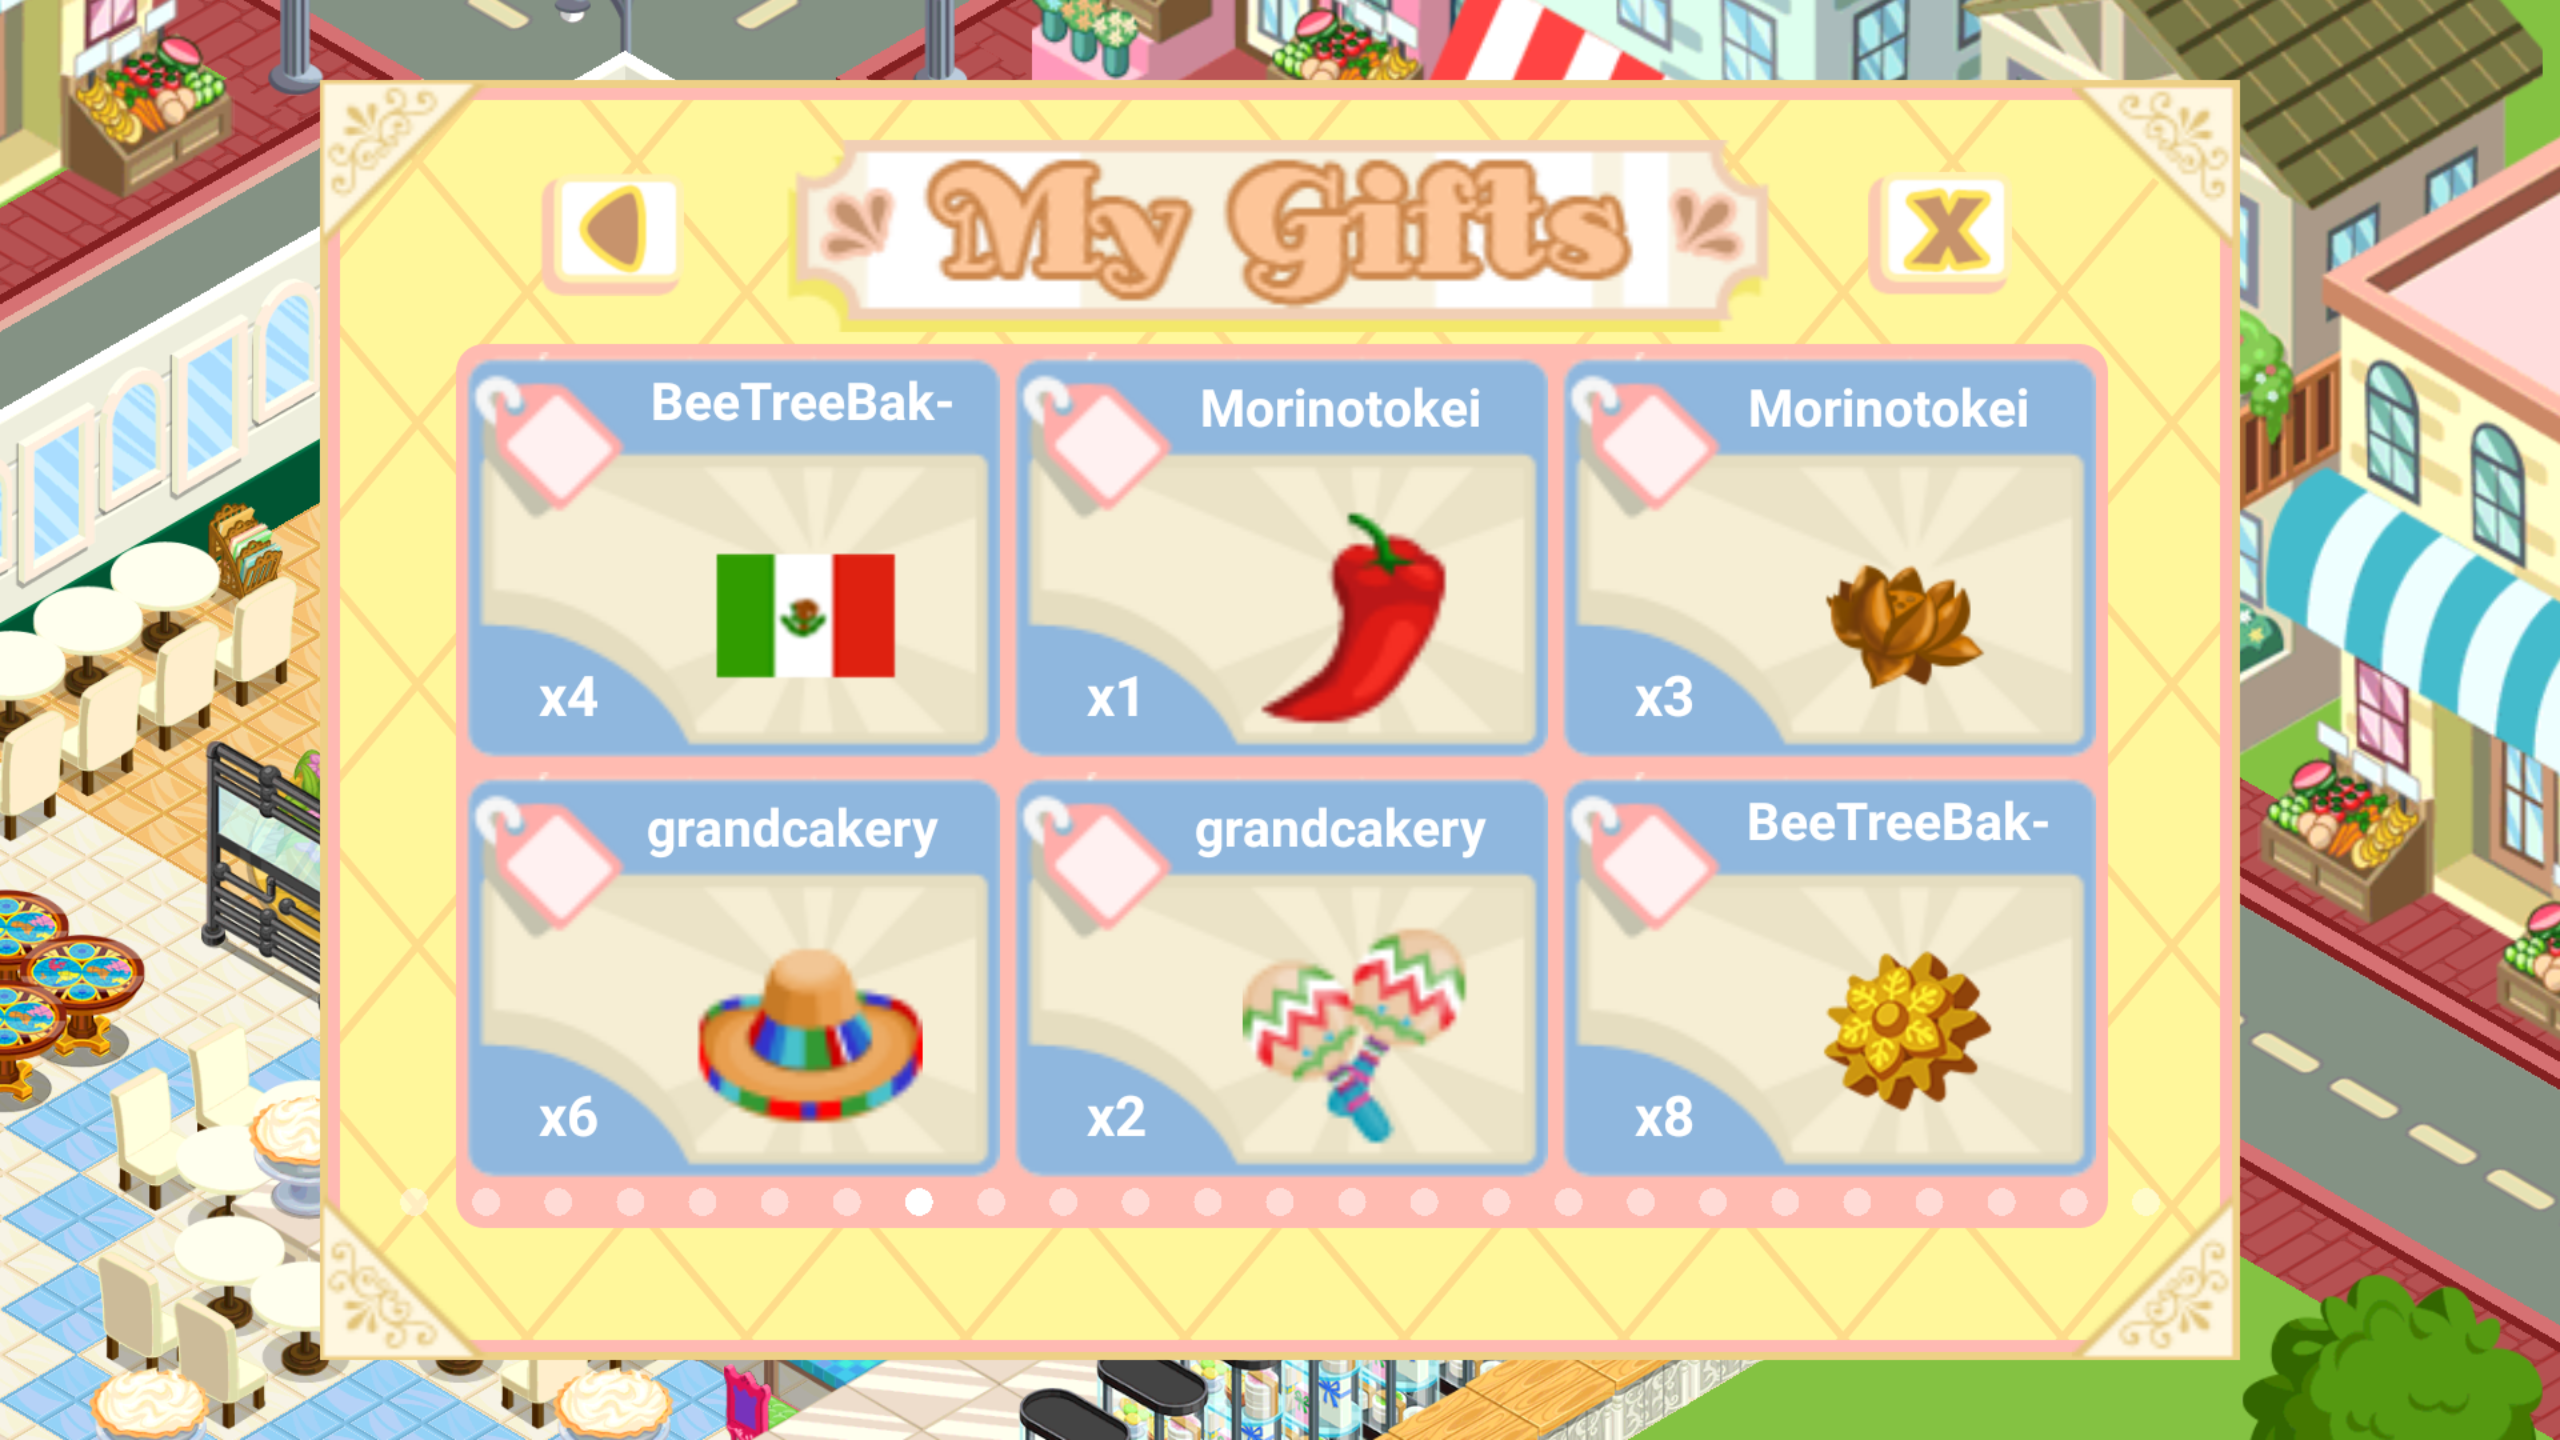 My Gifts
BeeTreeBak-
x4
Morinotokei
x1
Morinotokei
x3
grandcakery
x6
grandcakery
x2
BeeTreeBak-
x8